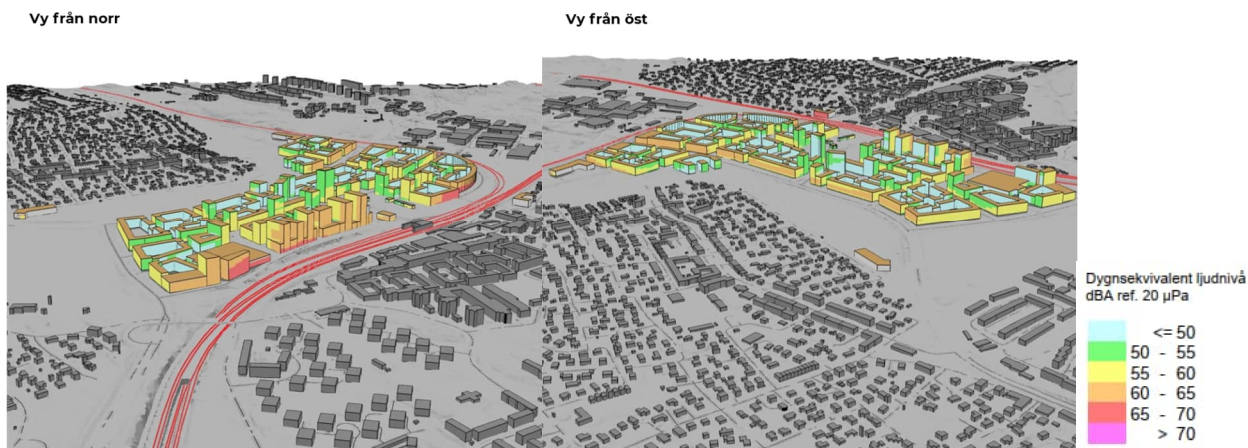 Vy från norr
Vy från öst
Dygnsekvivalent ljudnivå
dBA ref. 20 µPa
<= 50
50 - 55
55 - 60
60 - 65
65 - 70
> 70